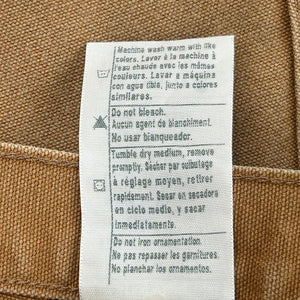 Machine wash warm with like
colors. Lavar à la machine à
l'eau chaude avec les mêmes
couleurs. Lavar a máquina
con agua tibia, junto a colores
similares.
Do not bleach.
Aucun agent de blanchiment.
No usar blanqueador.
Tumble dry medium, remove
promptly. Sécher par culbutage
à réglage moyen, retirer
rapidement. Secar en secadora
en ciclo medio, y sacar
inmediatamente.
Do not iron ornamentation.
Ne pas repasser les garnitures.
No planchar los ornamentos.